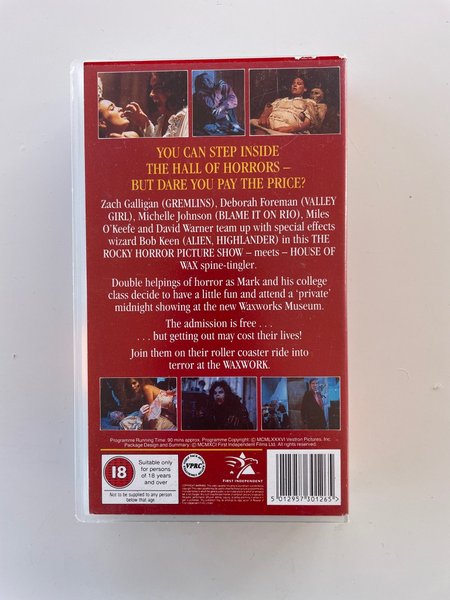 YOU CAN STEP INSIDE
THE HALL OF HORRORS –
BUT DARE YOU PAY THE PRICE?
Zach Galligan (GREMLINS), Deborah Foreman (VALLEY
GIRL), Michelle Johnson (BLAME IT ON RIO), Miles
O'Keefe and David Warner team up with special effects
wizard Bob Keen (ALIEN, HIGHLANDER) in this THE
ROCKY HORROR PICTURE SHOW – meets – HOUSE OF
WAX spine-tingler.
Double helpings of horror as Mark and his college
class decide to have a little fun and attend a 'private'
midnight showing at the new Waxworks Museum.
The admission is free . . .
. . . but getting out may cost their lives!
Join them on their roller coaster ride into
terror at the WAXWORK.
Programme Running Time: 90 mins approx. Programme Copyright: © MCMLXXXVI Vestron Pictures, Inc.
Package Design and Summary: © MCMXCI First Independent Films Ltd. All rights reserved.
18
Suitable only
for persons
of 18 years
and over
Not to be supplied to any person
below that age.
VPRC
FIRST INDEPENDENT
5 012957 301265 >